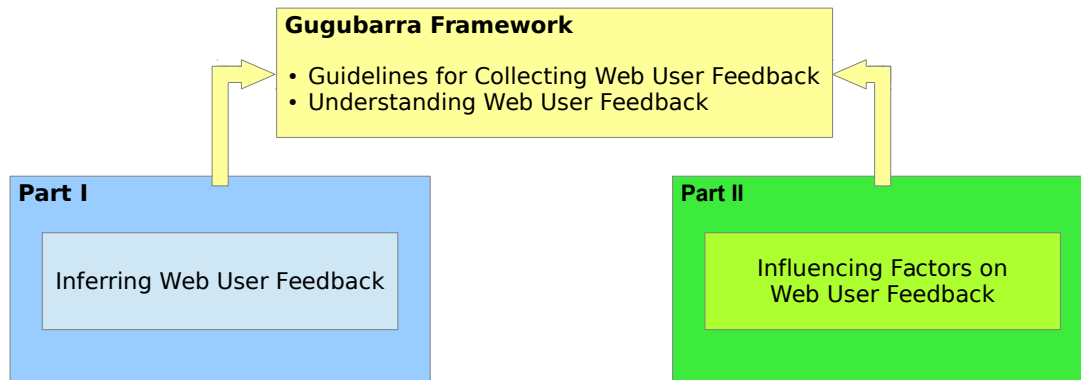 Gugubarra Framework
• Guidelines for Collecting Web User Feedback
• Understanding Web User Feedback
Part I
Inferring Web User Feedback
Part II
Influencing Factors on
Web User Feedback